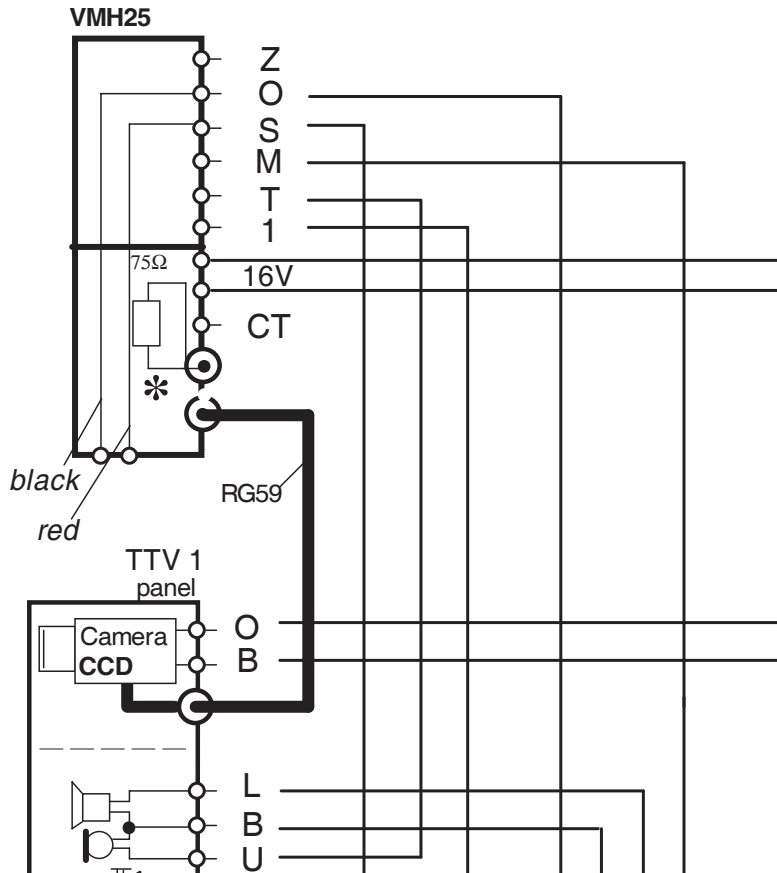 VMH25
Z
O
S
M
T
1
75Ω
16V
CT
*
black
RG59
red
TTV 1
panel
Camera
CCD
O
B
L
B
U